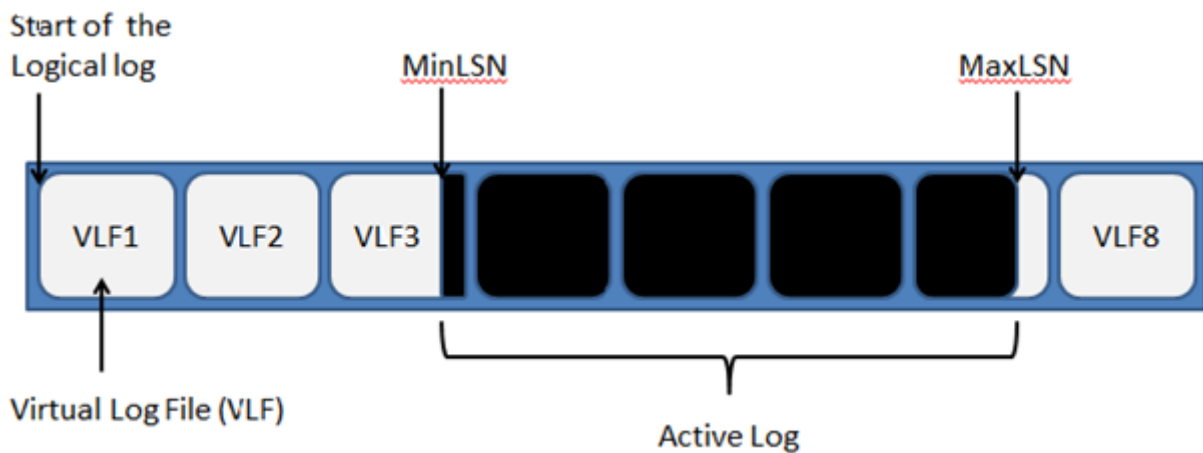 Start of the
Logical log
MinLSN
MaxLSN
VLF1
VLF2
VLF3
VLF8
Virtual Log File (VLF)
Active Log